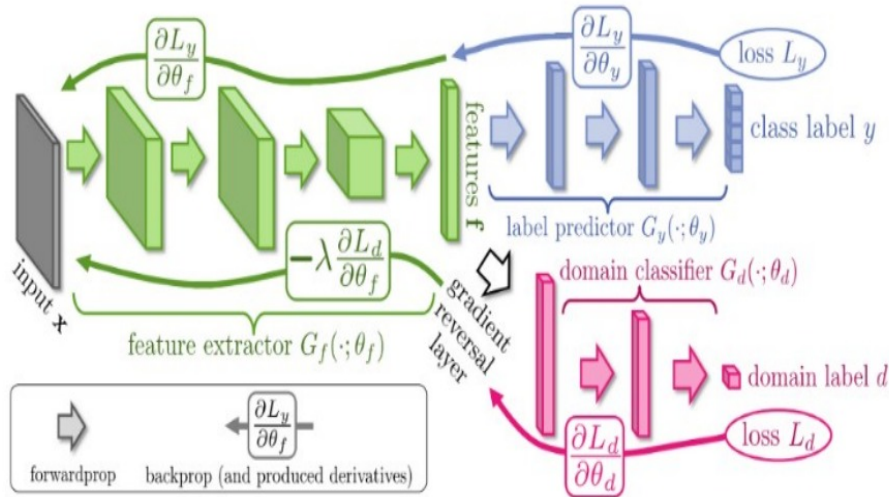 ∂L_y/∂θ_f
∂L_y/∂θ_y
loss L_y
features f
class label y
label predictor G_y(·;θ_y)
−λ ∂L_d/∂θ_f
input x
feature extractor G_f(·;θ_f)
gradient
reversal
layer
domain classifier G_d(·;θ_d)
domain label d
∂L_d/∂θ_d
loss L_d
∂L_y/∂θ_f
forwardprop
backprop (and produced derivatives)